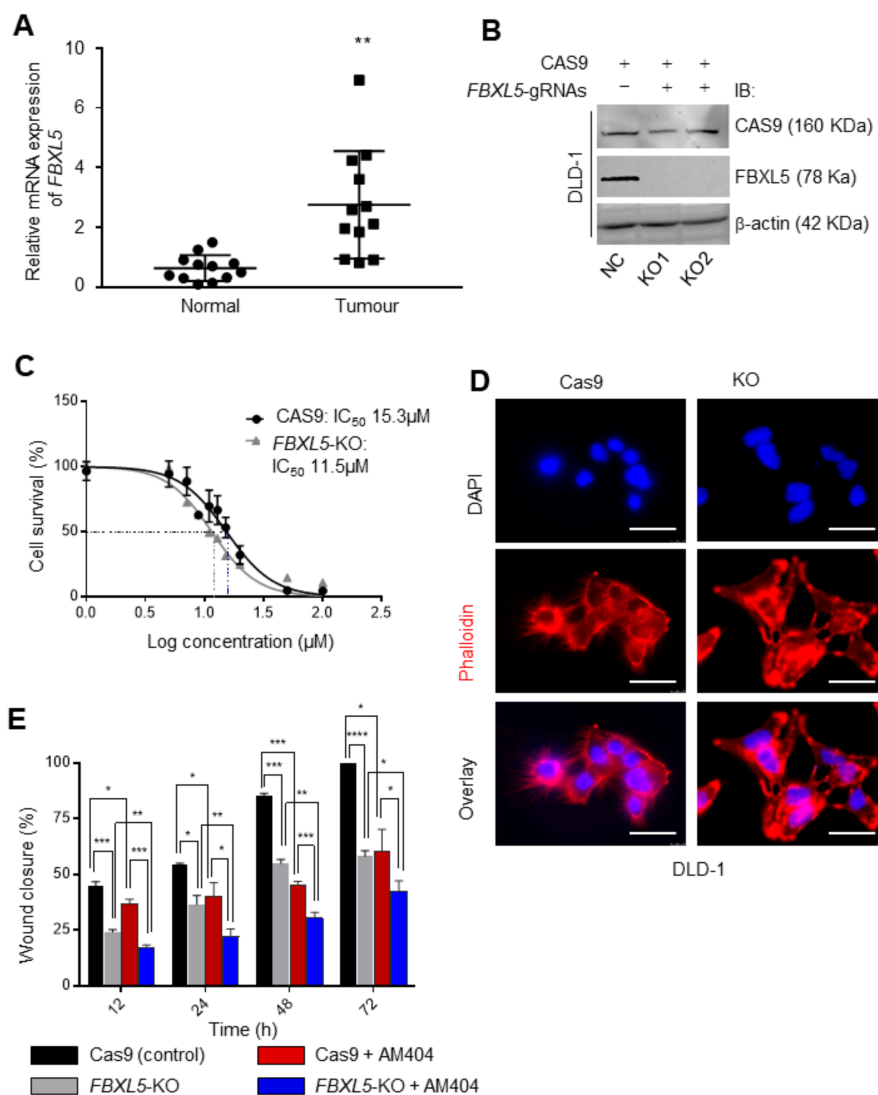 A
**
10
8
6
4
2
0
Relative mRNA expression
of FBXL5
Normal
Tumour
B
CAS9 + + +
FBXL5-gRNAs − + + IB:
DLD-1
CAS9 (160 KDa)
FBXL5 (78 Ka)
β-actin (42 KDa)
NC KO1 KO2
C
150
100
50
0
Cell survival (%)
CAS9: IC50 15.3µM
FBXL5-KO:
IC50 11.5µM
0.0 0.5 1.0 1.5 2.0 2.5
Log concentration (µM)
D
Cas9 KO
DAPI
Phalloidin
Overlay
DLD-1
E
100
75
50
25
0
Wound closure (%)
* *** ** ***
* * ** *
*** *** ** ***
* **** * *
12 24 48 72
Time (h)
Cas9 (control)
Cas9 + AM404
FBXL5-KO
FBXL5-KO + AM404